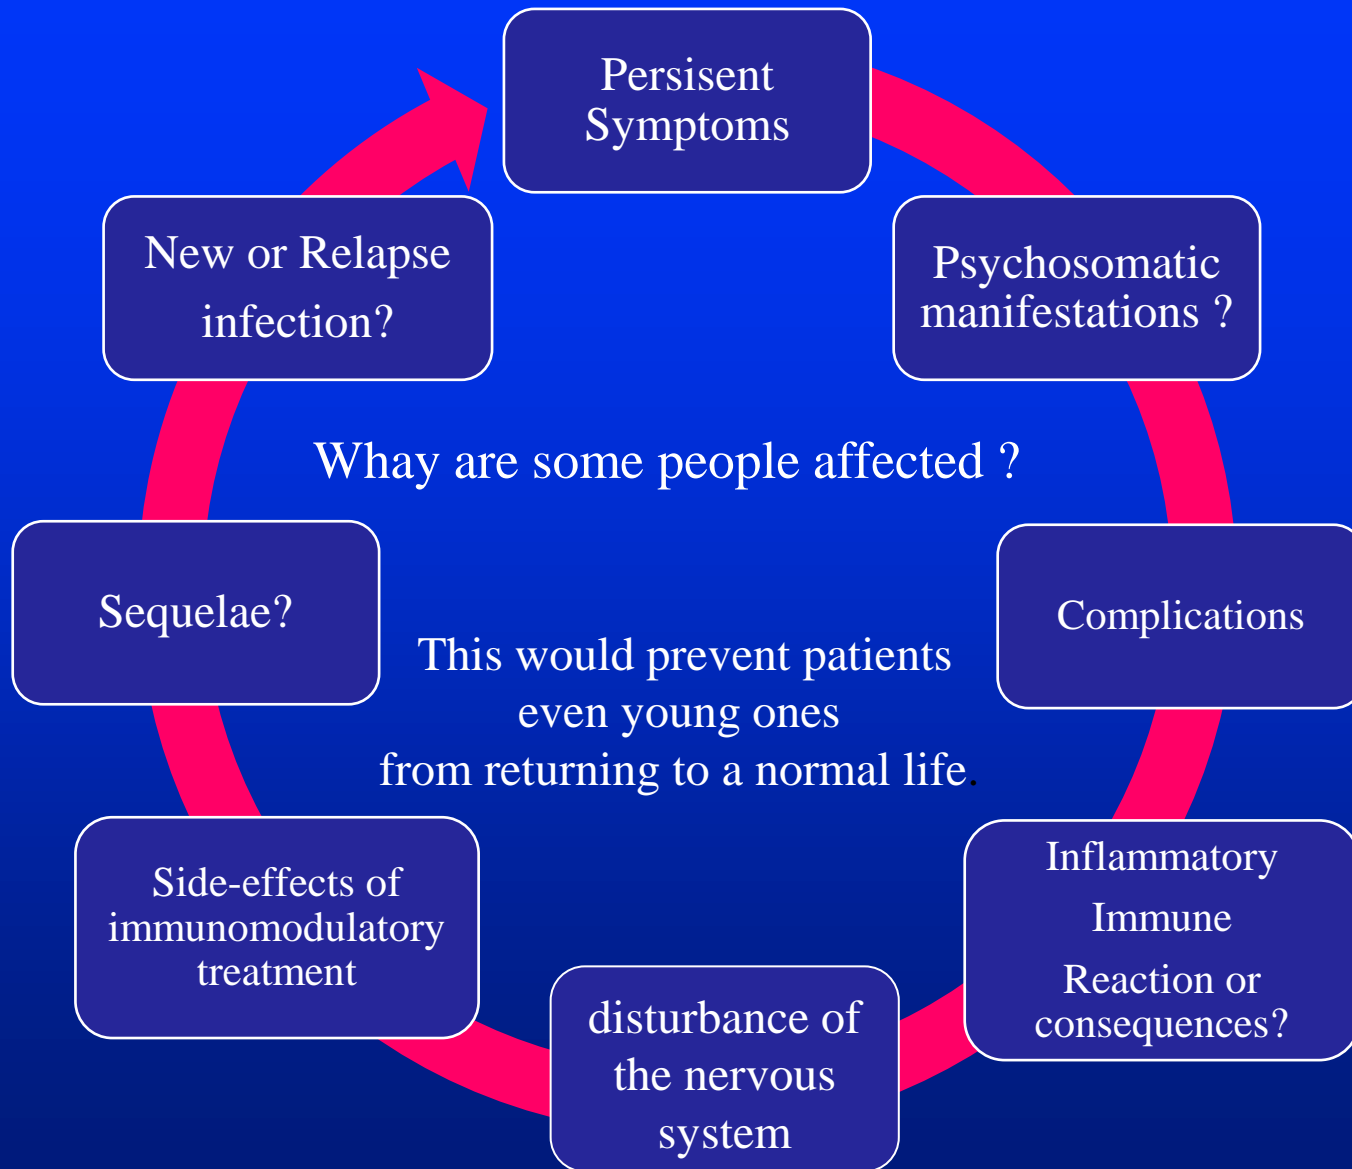 Persisent
Symptoms
Psychosomatic
manifestations ?
Complications
Inflammatory
Immune
Reaction or
consequences?
disturbance of
the nervous
system
Side-effects of
immunomodulatory
treatment
Sequelae?
New or Relapse
infection?
Whay are some people affected ?
This would prevent patients
even young ones
from returning to a normal life.